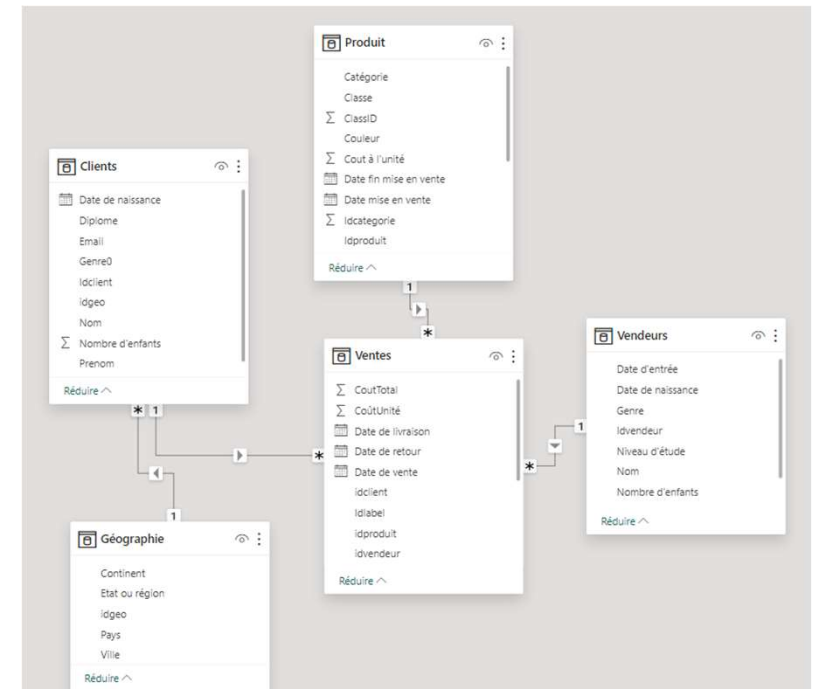 Produit
Catégorie
Classe
ClassID
Couleur
Cout à l'unité
Date fin mise en vente
Date mise en vente
Idcategorie
Idproduit
Réduire
1
*
Clients
Date de naissance
Diplome
Email
Genre0
Idclient
idgeo
Nom
Nombre d'enfants
Prenom
Réduire
* 1
*
1
Ventes
CoutTotal
CoûtUnité
Date de livraison
Date de retour
Date de vente
idclient
Idlabel
idproduit
idvendeur
Réduire
*
1
Vendeurs
Date d'entrée
Date de naissance
Genre
Idvendeur
Niveau d'étude
Nom
Nombre d'enfants
Réduire
Géographie
Continent
Etat ou région
idgeo
Pays
Ville
Réduire